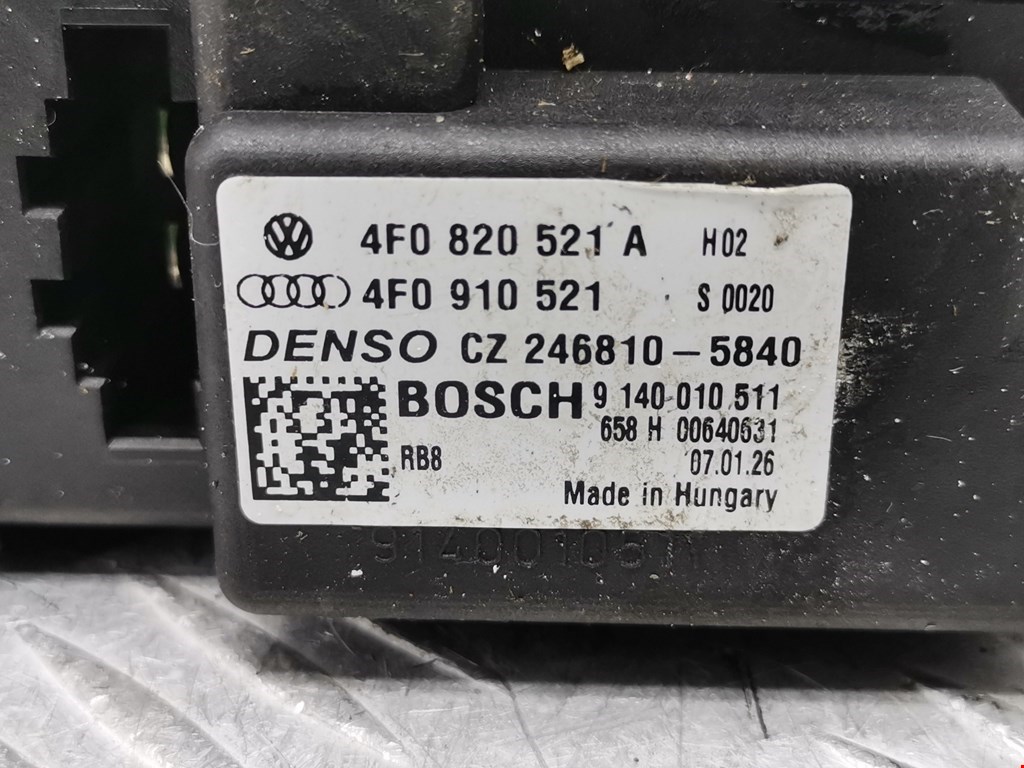 4F0 820 521 A H02
4F0 910 521 S 0020
DENSO CZ 246810-5840
BOSCH 9 140 010 511
658 H 00640631
RB8 07.01.26
Made in Hungary
9140010511